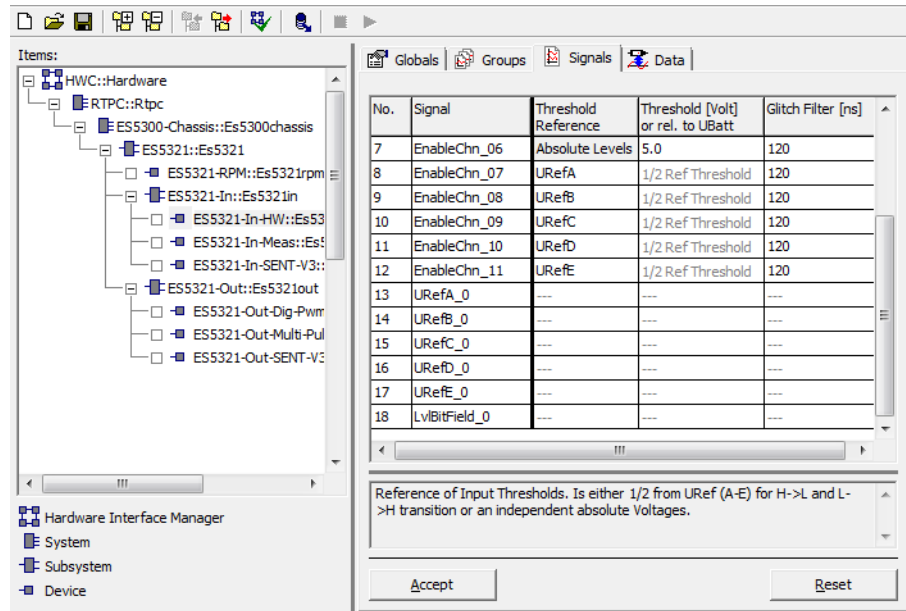 Items:
HWC::Hardware
RTPC::Rtpc
ES5300-Chassis::Es5300chassis
ES5321::Es5321
ES5321-RPM::Es5321rpm
ES5321-In::Es5321in
ES5321-In-HW::Es53
ES5321-In-Meas::Es5
ES5321-In-SENT-V3::
ES5321-Out::Es5321out
ES5321-Out-Dig-Pwm
ES5321-Out-Multi-Pul
ES5321-Out-SENT-V3
Hardware Interface Manager
System
Subsystem
Device
Globals Groups Signals Data
No. Signal Threshold Reference Threshold [Volt] or rel. to UBatt Glitch Filter [ns]
7 EnableChn_06 Absolute Levels 5.0 120
8 EnableChn_07 URefA 1/2 Ref Threshold 120
9 EnableChn_08 URefB 1/2 Ref Threshold 120
10 EnableChn_09 URefC 1/2 Ref Threshold 120
11 EnableChn_10 URefD 1/2 Ref Threshold 120
12 EnableChn_11 URefE 1/2 Ref Threshold 120
13 URefA_0 --- --- ---
14 URefB_0 --- --- ---
15 URefC_0 --- --- ---
16 URefD_0 --- --- ---
17 URefE_0 --- --- ---
18 LvlBitField_0 --- --- ---
Reference of Input Thresholds. Is either 1/2 from URef (A-E) for H->L and L-
>H transition or an independent absolute Voltages.
Accept Reset